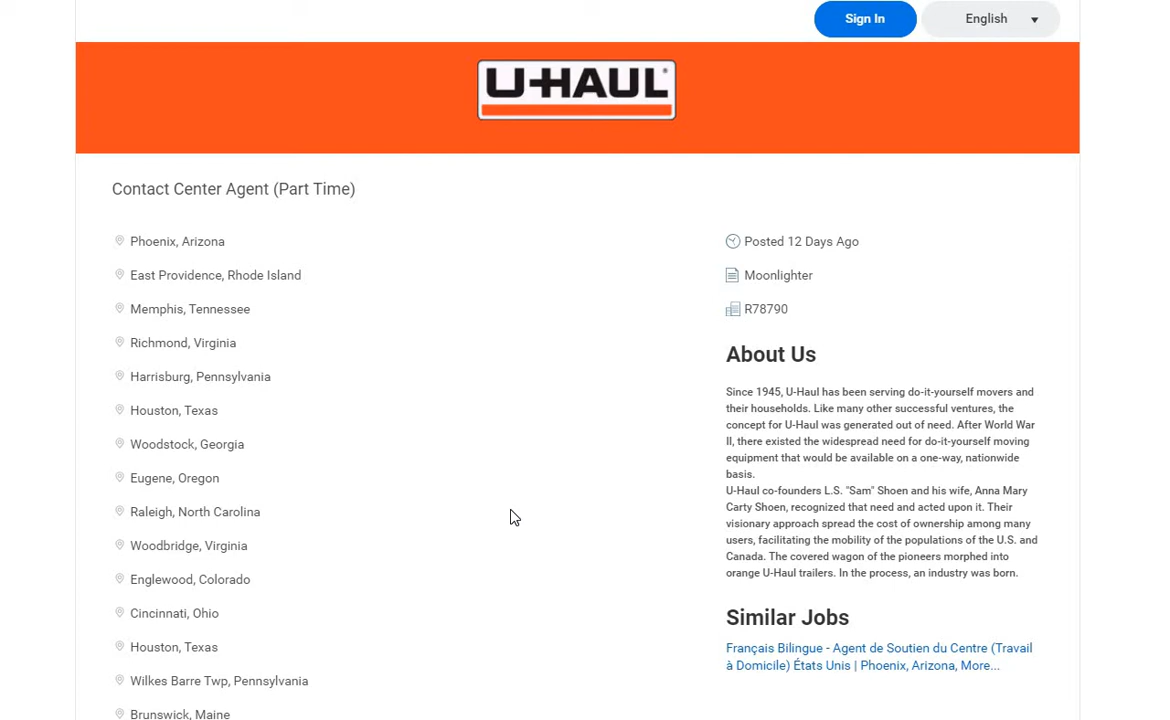 Sign In
English
U-HAUL®
Contact Center Agent (Part Time)
Phoenix, Arizona
East Providence, Rhode Island
Memphis, Tennessee
Richmond, Virginia
Harrisburg, Pennsylvania
Houston, Texas
Woodstock, Georgia
Eugene, Oregon
Raleigh, North Carolina
Woodbridge, Virginia
Englewood, Colorado
Cincinnati, Ohio
Houston, Texas
Wilkes Barre Twp, Pennsylvania
Brunswick, Maine
Posted 12 Days Ago
Moonlighter
R78790
About Us
Since 1945, U-Haul has been serving do-it-yourself movers and
their households. Like many other successful ventures, the
concept for U-Haul was generated out of need. After World War
II, there existed the widespread need for do-it-yourself moving
equipment that would be available on a one-way, nationwide
basis.
U-Haul co-founders L.S. "Sam" Shoen and his wife, Anna Mary
Carty Shoen, recognized that need and acted upon it. Their
visionary approach spread the cost of ownership among many
users, facilitating the mobility of the populations of the U.S. and
Canada. The covered wagon of the pioneers morphed into
orange U-Haul trailers. In the process, an industry was born.
Similar Jobs
Français Bilingue - Agent de Soutien du Centre (Travail
à Domicile) États Unis | Phoenix, Arizona, More...